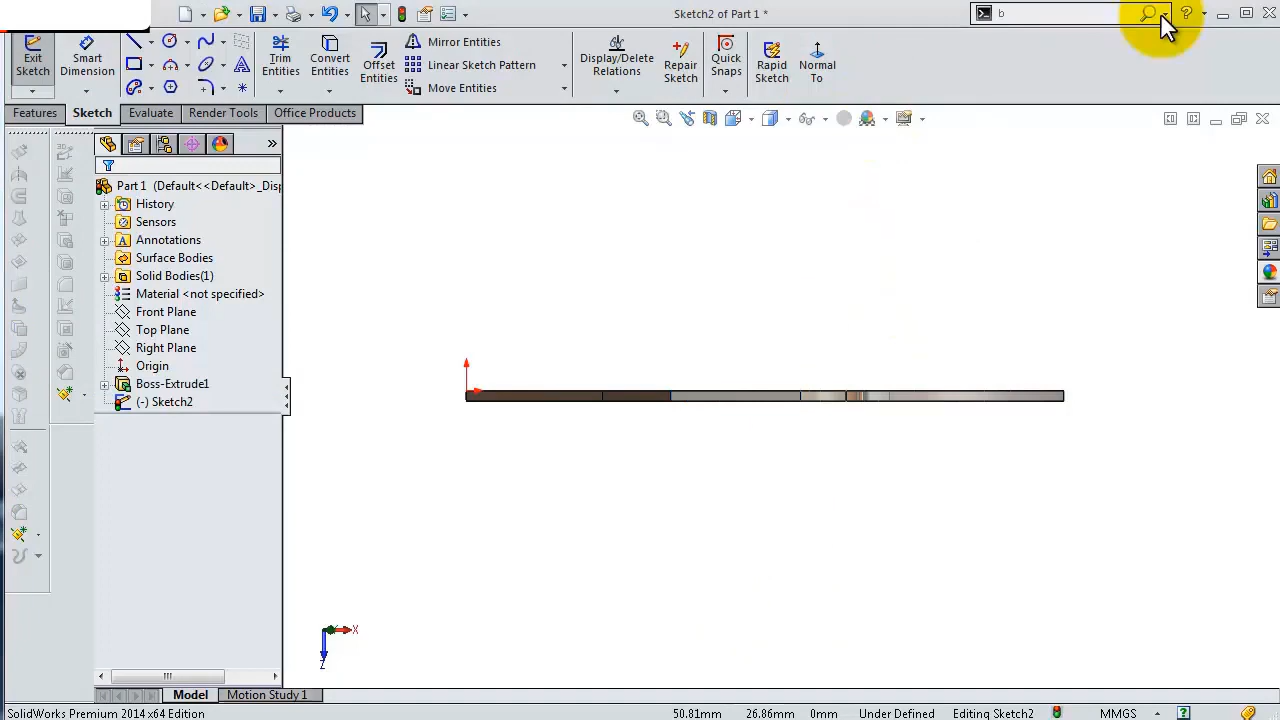 Sketch2 of Part 1 *
b
Exit Sketch
Smart Dimension
Trim Entities
Convert Entities
Offset Entities
Mirror Entities
Linear Sketch Pattern
Move Entities
Display/Delete Relations
Repair Sketch
Quick Snaps
Rapid Sketch
Normal To
Features
Sketch
Evaluate
Render Tools
Office Products
Part 1 (Default<<Default>_Disp
History
Sensors
Annotations
Surface Bodies
Solid Bodies(1)
Material <not specified>
Front Plane
Top Plane
Right Plane
Origin
Boss-Extrude1
(-) Sketch2
X
Z
Model
Motion Study 1
SolidWorks Premium 2014 x64 Edition
50.81mm
26.86mm
0mm
Under Defined
Editing Sketch2
MMGS